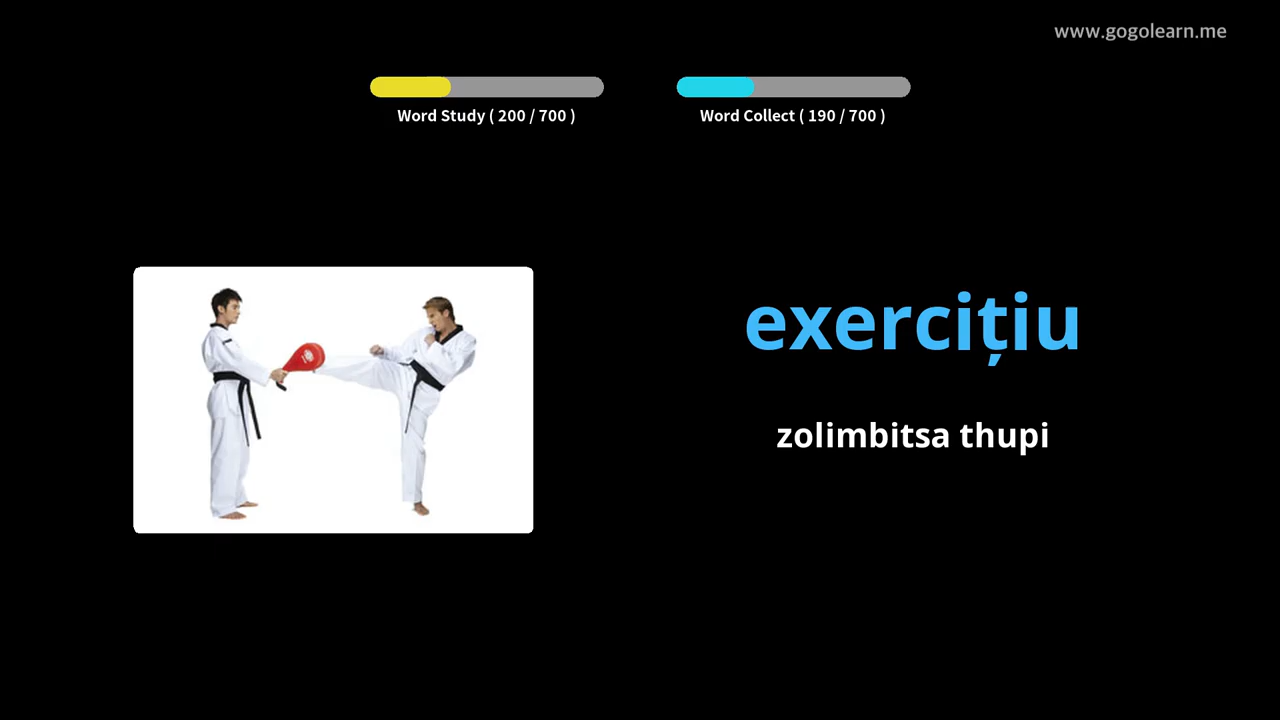 www.gogolearn.me
Word Study ( 200 / 700 )
Word Collect ( 190 / 700 )
exercițiu
zolimbitsa thupi